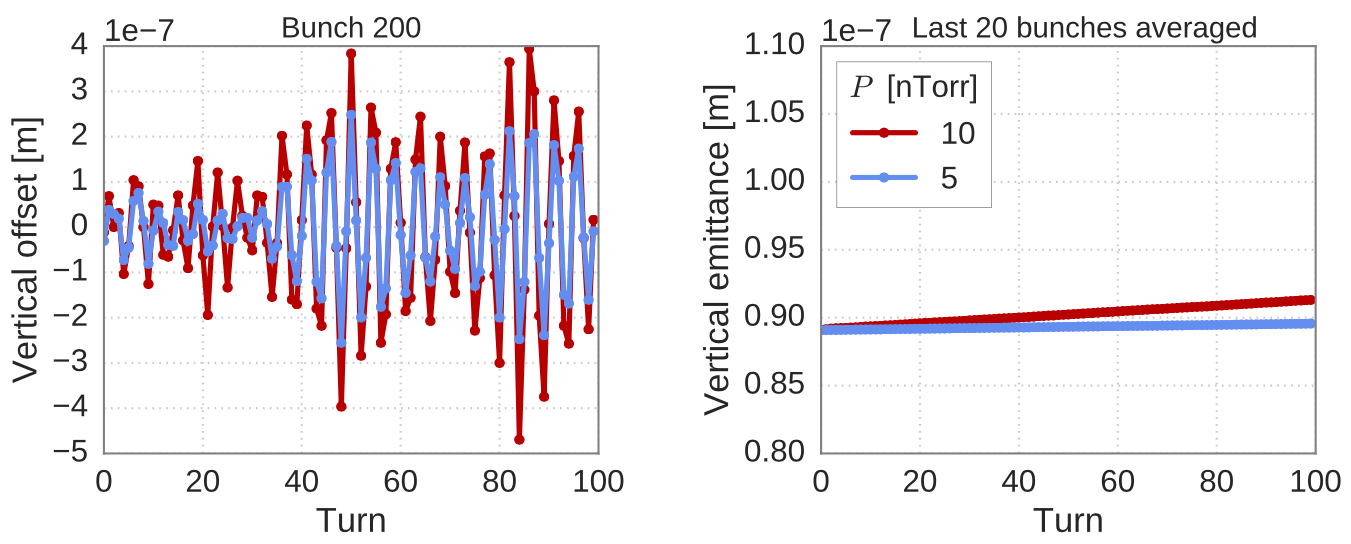 1e−7 Bunch 200
4
3
2
1
0
−1
−2
−3
−4
−5
0 20 40 60 80 100
Turn
Vertical offset [m]
1e−7 Last 20 bunches averaged
1.10
1.05
1.00
0.95
0.90
0.85
0.80
0 20 40 60 80 100
Turn
Vertical emittance [m]
P [nTorr]
10
5